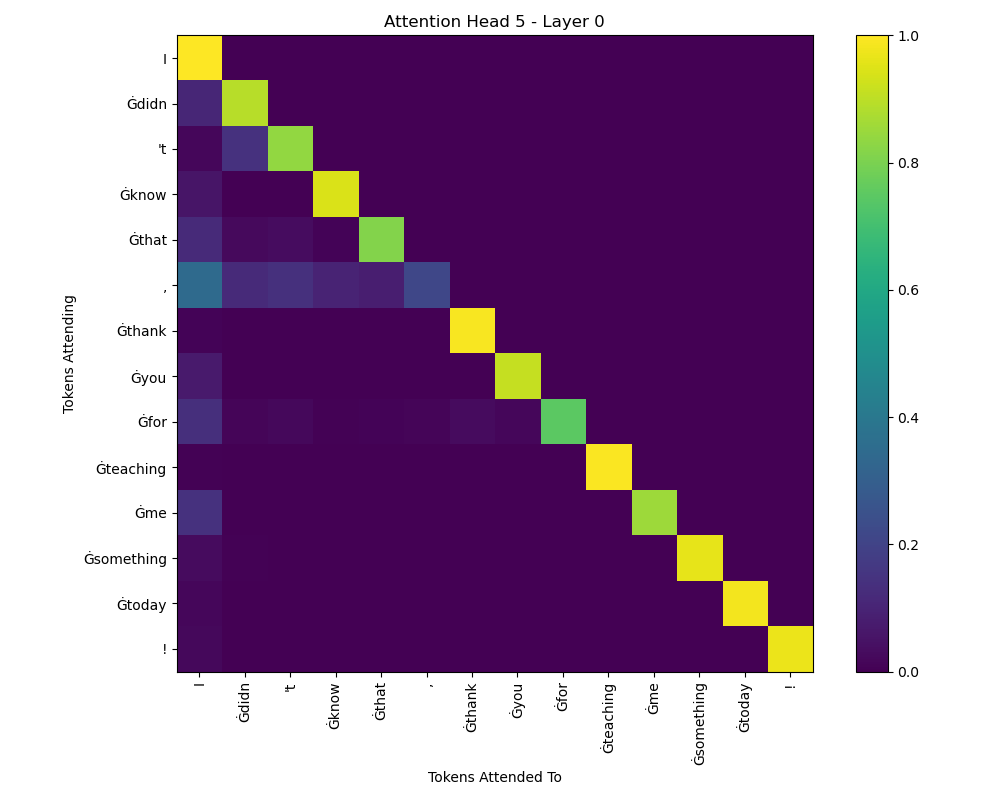 Attention Head 5 - Layer 0
Tokens Attending
I
Ġdidn
't
Ġknow
Ġthat
,
Ġthank
Ġyou
Ġfor
Ġteaching
Ġme
Ġsomething
Ġtoday
!
I
Ġdidn
't
Ġknow
Ġthat
,
Ġthank
Ġyou
Ġfor
Ġteaching
Ġme
Ġsomething
Ġtoday
!
Tokens Attended To
1.0
0.8
0.6
0.4
0.2
0.0